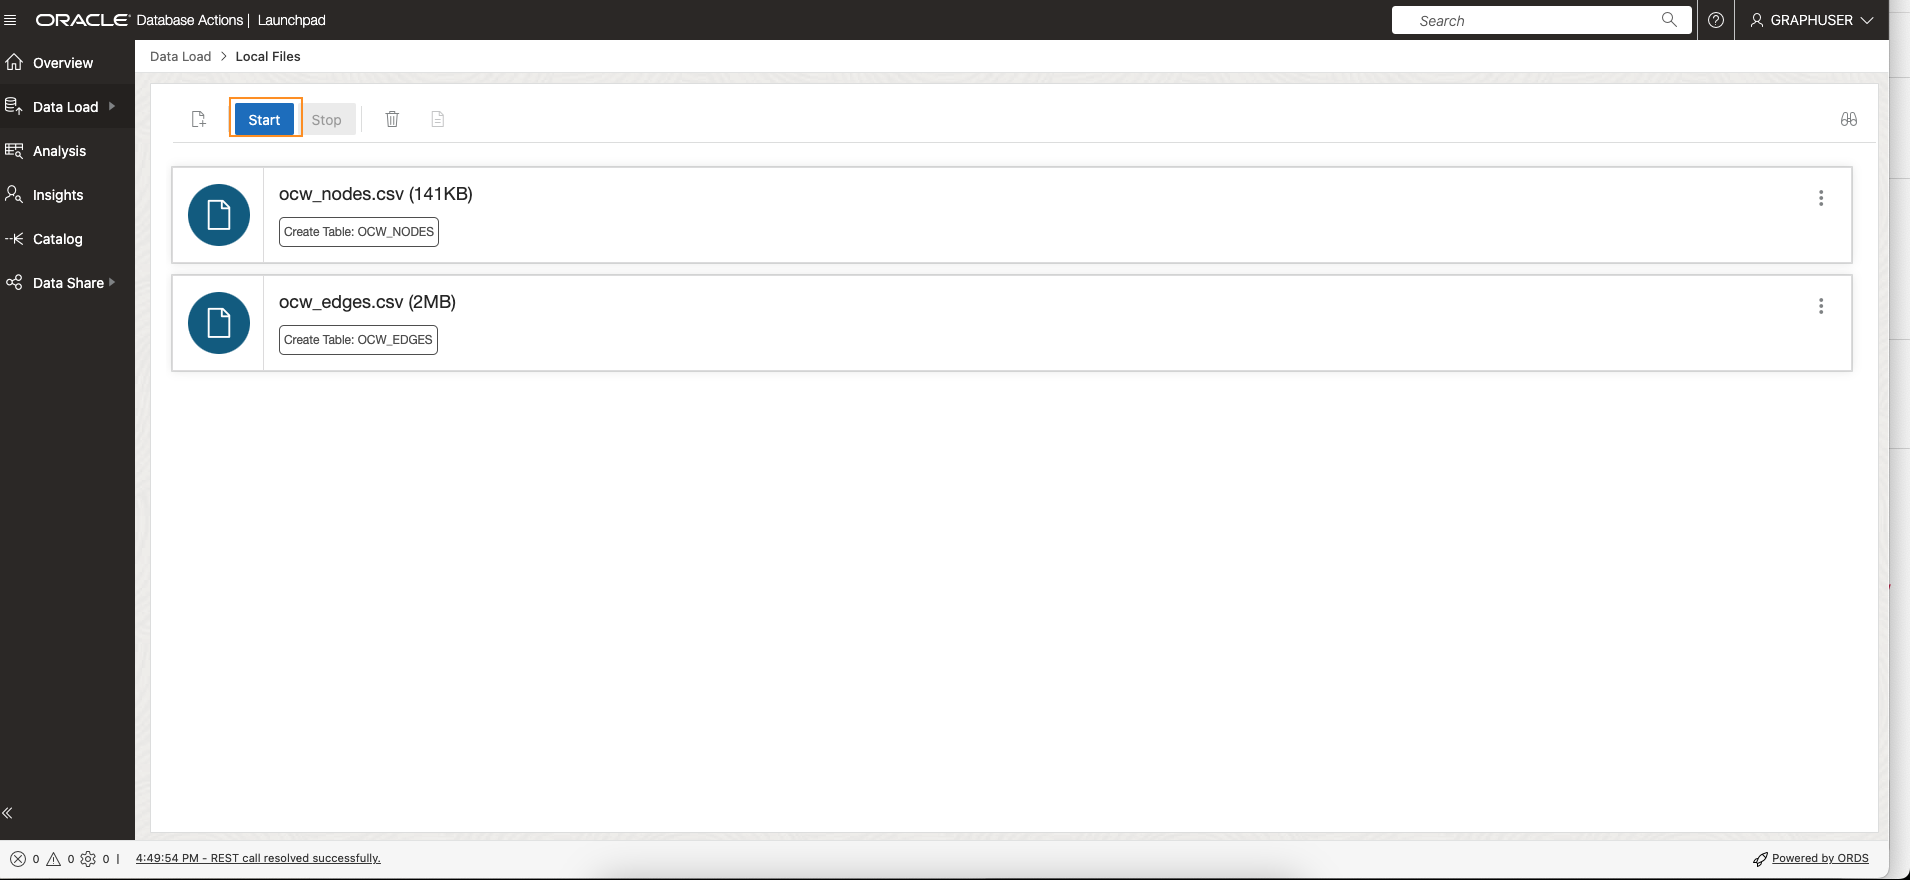 ORACLE Database Actions | Launchpad
Search
GRAPHUSER
Overview
Data Load
Analysis
Insights
Catalog
Data Share
Data Load > Local Files
Start
Stop
ocw_nodes.csv (141KB)
Create Table: OCW_NODES
ocw_edges.csv (2MB)
Create Table: OCW_EDGES
0 0 0 | 4:49:54 PM - REST call resolved successfully.
Powered by ORDS